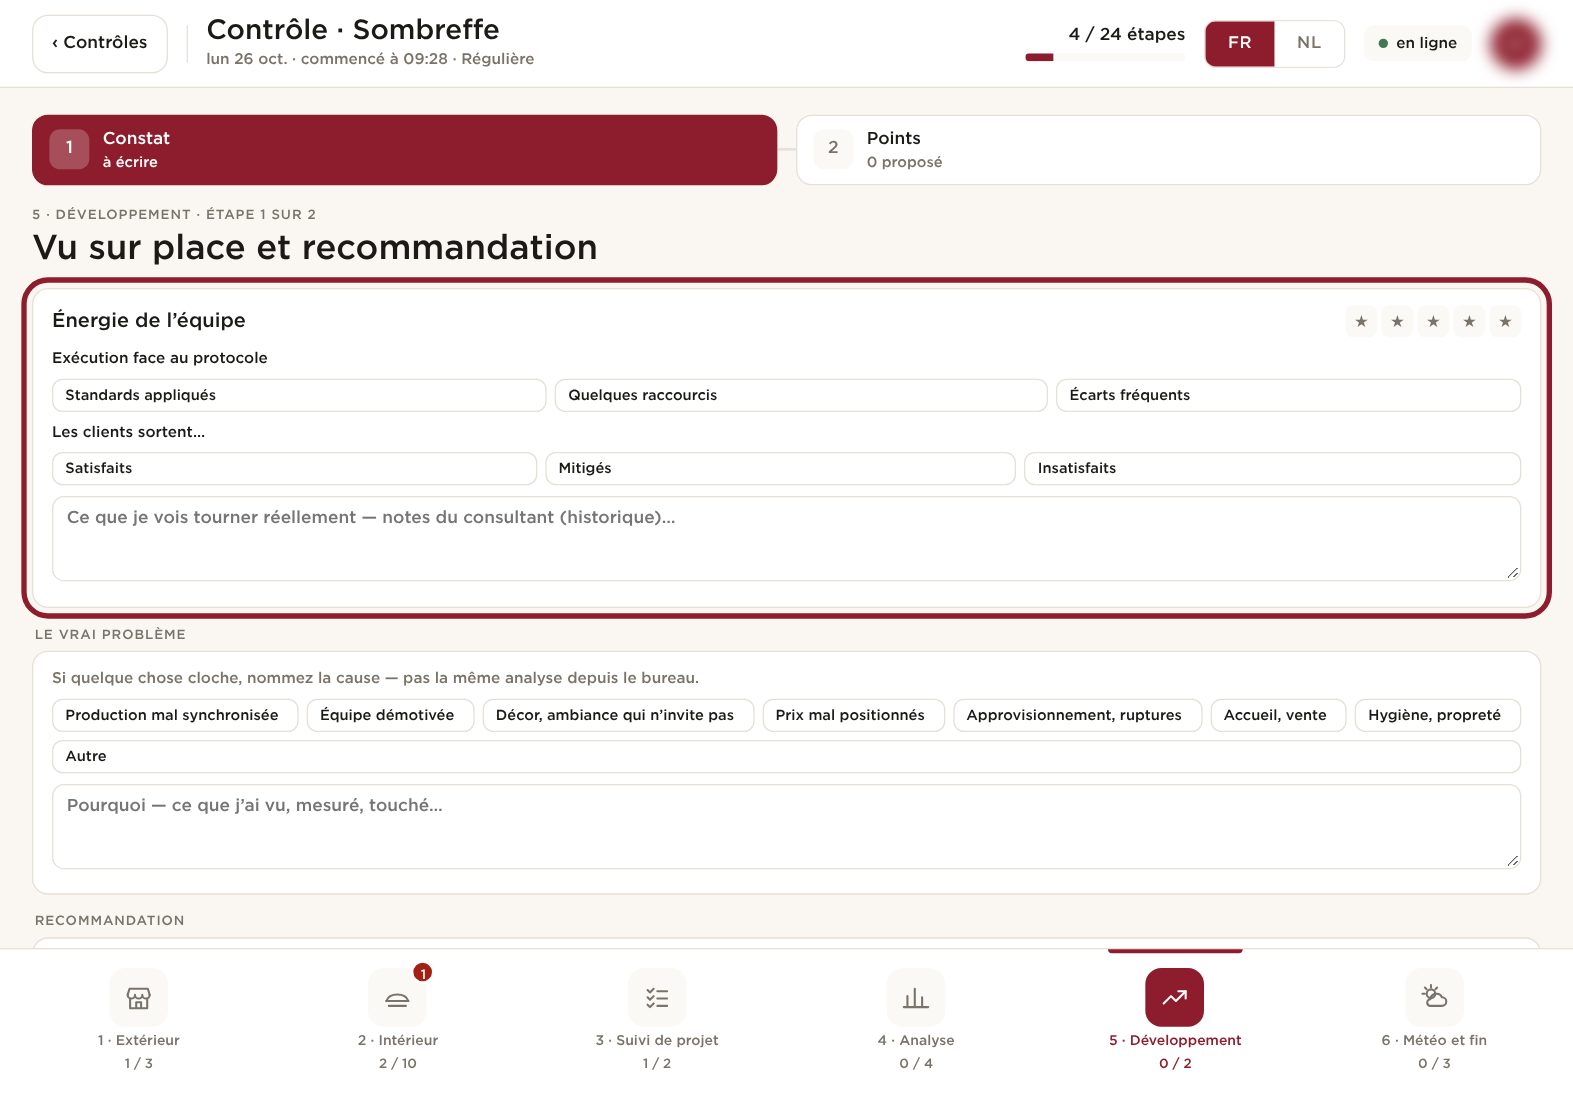 ‹ Contrôles
Contrôle · Sombreffe
lun 26 oct. · commencé à 09:28 · Régulière
4 / 24 étapes
FR
NL
en ligne
1
Constat
à écrire
2
Points
0 proposé
5 · DÉVELOPPEMENT · ÉTAPE 1 SUR 2
Vu sur place et recommandation
Énergie de l’équipe
★ ★ ★ ★ ★
Exécution face au protocole
Standards appliqués
Quelques raccourcis
Écarts fréquents
Les clients sortent...
Satisfaits
Mitigés
Insatisfaits
Ce que je vois tourner réellement — notes du consultant (historique)...
LE VRAI PROBLÈME
Si quelque chose cloche, nommez la cause — pas la même analyse depuis le bureau.
Production mal synchronisée
Équipe démotivée
Décor, ambiance qui n’invite pas
Prix mal positionnés
Approvisionnement, ruptures
Accueil, vente
Hygiène, propreté
Autre
Pourquoi — ce que j’ai vu, mesuré, touché...
RECOMMANDATION
1 · Extérieur
1 / 3
1
2 · Intérieur
2 / 10
3 · Suivi de projet
1 / 2
4 · Analyse
0 / 4
5 · Développement
0 / 2
6 · Météo et fin
0 / 3